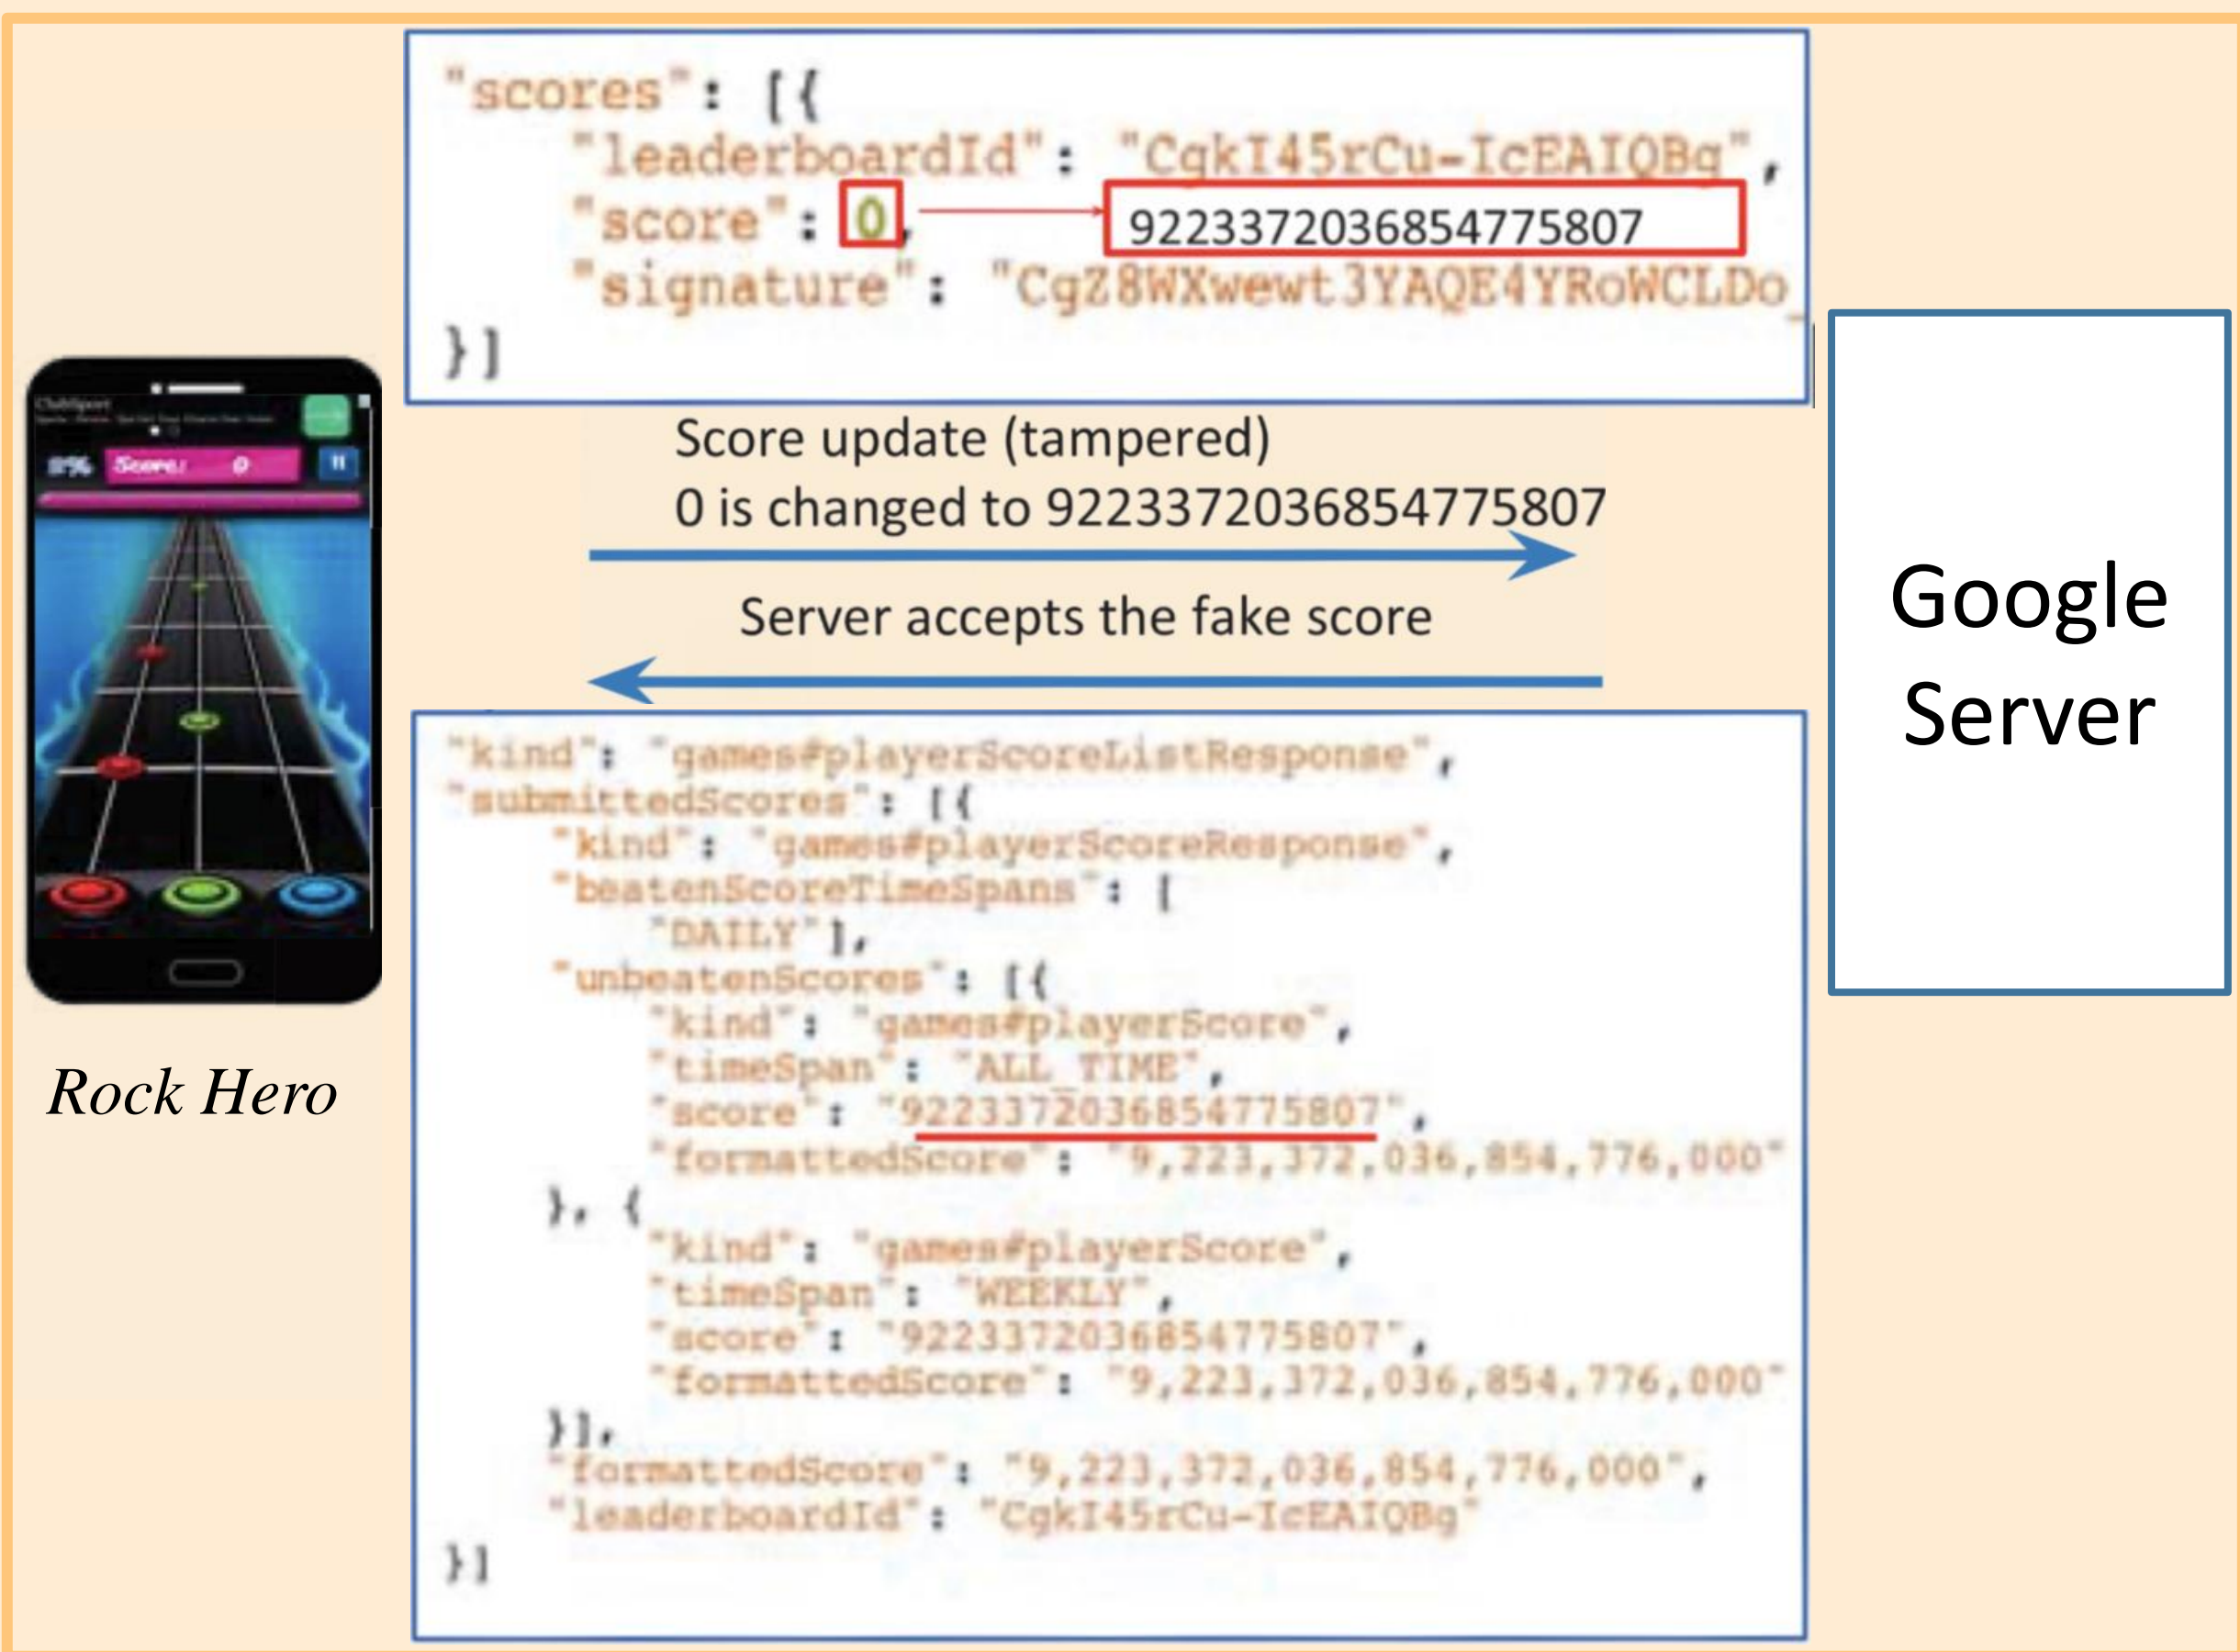 "scores": [{
"leaderboardId": "CgkI45rCu-IcEAIQBg",
"score": 0, 9223372036854775807
"signature": "CgZ8WXwewt3YAQE4YRoWCLDo_
}]
Score update (tampered)
0 is changed to 9223372036854775807
Server accepts the fake score
Google
Server
Score: 0
Rock Hero
"kind": "games#playerScoreListResponse",
"submittedScores": [{
"kind": "games#playerScoreResponse",
"beatenScoreTimeSpans": [
"DAILY"],
"unbeatenScores": [{
"kind": "games#playerScore",
"timeSpan": "ALL_TIME",
"score": "9223372036854775807",
"formattedScore": "9,223,372,036,854,776,000"
}, {
"kind": "games#playerScore",
"timeSpan": "WEEKLY",
"score": "9223372036854775807",
"formattedScore": "9,223,372,036,854,776,000"
}],
"formattedScore": "9,223,372,036,854,776,000",
"leaderboardId": "CgkI45rCu-IcEAIQBg"
}]